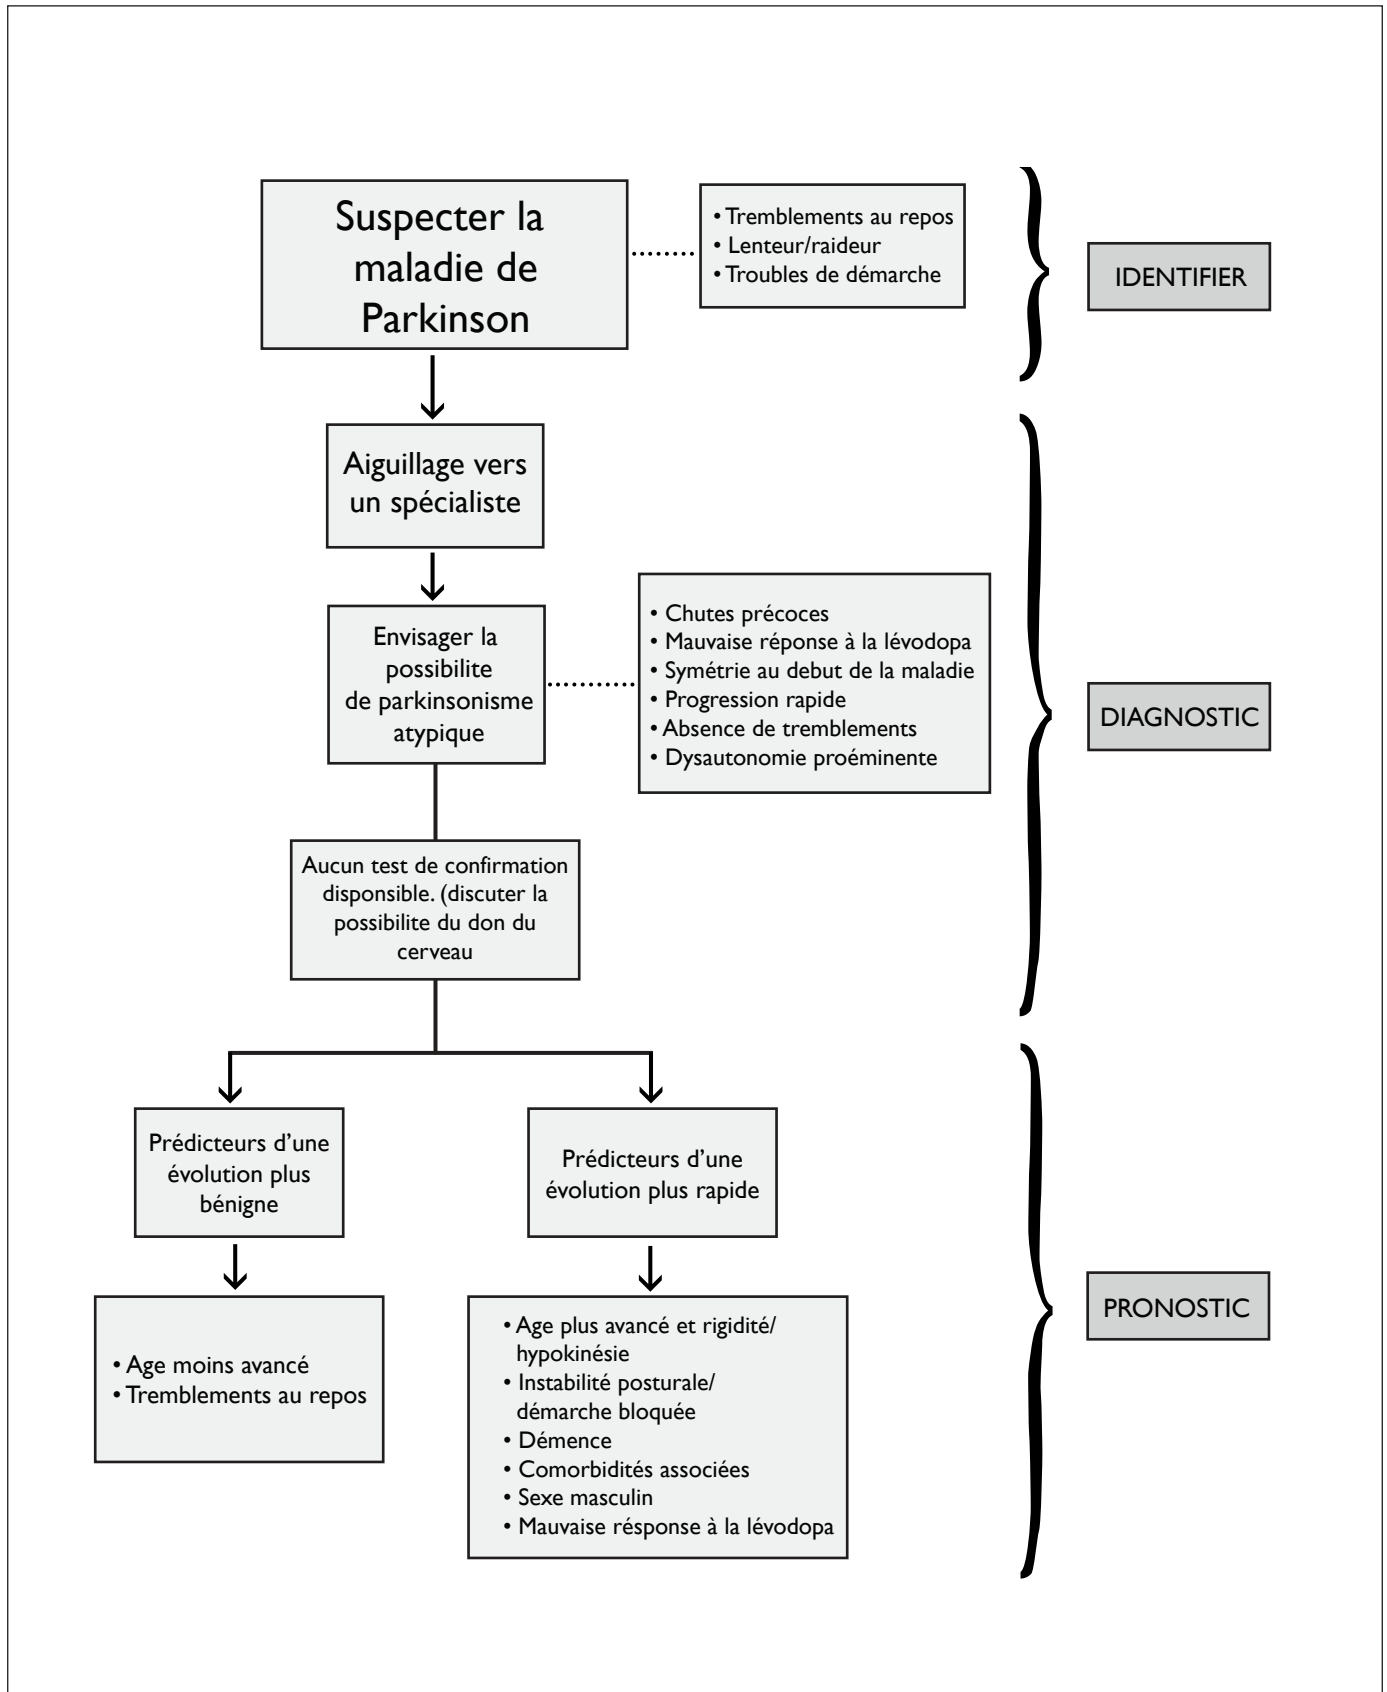 Suspecter la
maladie de
Parkinson
• Tremblements au repos
• Lenteur/raideur
• Troubles de démarche
IDENTIFIER
Aiguillage vers
un spécialiste
Envisager la
possibilite
de parkinsonisme
atypique
• Chutes précoces
• Mauvaise réponse à la lévodopa
• Symétrie au debut de la maladie
• Progression rapide
• Absence de tremblements
• Dysautonomie proéminente
DIAGNOSTIC
Aucun test de confirmation
disponsible. (discuter la
possibilite du don du
cerveau
Prédicteurs d’une
évolution plus
bénigne
Prédicteurs d’une
évolution plus rapide
• Age moins avancé
• Tremblements au repos
• Age plus avancé et rigidité/
hypokinésie
• Instabilité posturale/
démarche bloquée
• Démence
• Comorbidités associées
• Sexe masculin
• Mauvaise résponse à la lévodopa
PRONOSTIC